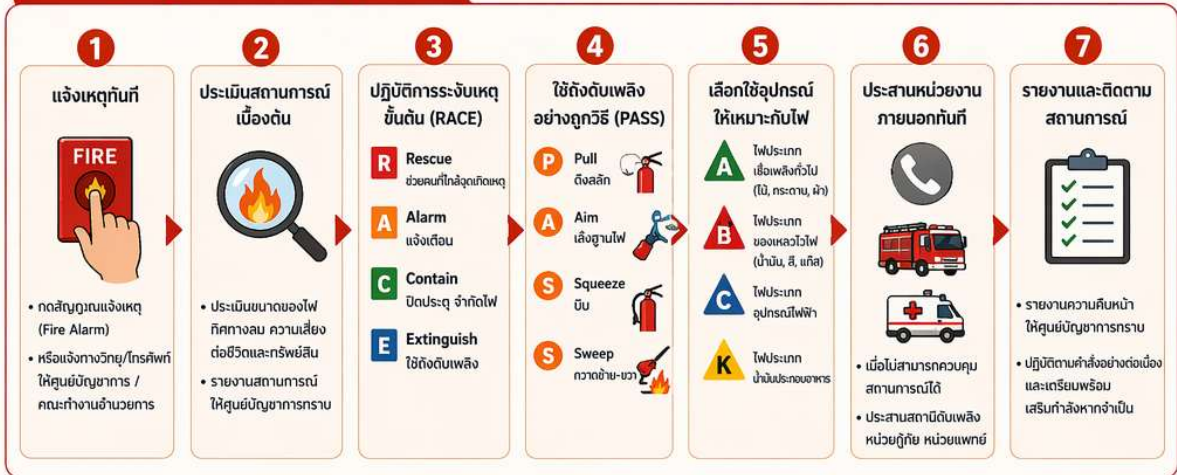 1
แจ้งเหตุทันที
FIRE
• กดสัญญาณแจ้งเหตุ
(Fire Alarm)
• หรือแจ้งทางวิทยุ/โทรศัพท์
ให้ศูนย์บัญชาการ /
คณะทำงานอำนวยการ
2
ประเมินสถานการณ์
เบื้องต้น
• ประเมินขนาดของไฟ
ทิศทางลม ความเสี่ยง
ต่อชีวิตและทรัพย์สิน
• รายงานสถานการณ์
ให้ศูนย์บัญชาการทราบ
3
ปฏิบัติการระงับเหตุ
ขั้นต้น (RACE)
R Rescue
ช่วยคนที่ใกล้จุดเกิดเหตุ
A Alarm
แจ้งเตือน
C Contain
ปิดประตู จำกัดไฟ
E Extinguish
ใช้ถังดับเพลิง
4
ใช้ถังดับเพลิง
อย่างถูกวิธี (PASS)
P Pull
ดึงสลัก
A Aim
เล็งฐานไฟ
S Squeeze
บีบ
S Sweep
กวาดซ้าย-ขวา
5
เลือกใช้อุปกรณ์
ให้เหมาะกับไฟ
A ไฟประเภท
เชื้อเพลิงทั่วไป
(ไม้, กระดาษ, ผ้า)
B ไฟประเภท
ของเหลวไวไฟ
(น้ำมัน, สี, แก๊ส)
C ไฟประเภท
อุปกรณ์ไฟฟ้า
K ไฟประเภท
น้ำมันประกอบอาหาร
6
ประสานหน่วยงาน
ภายนอกทันที
• เมื่อไม่สามารถควบคุม
สถานการณ์ได้
• ประสานสถานีดับเพลิง
หน่วยกู้ภัย หน่วยแพทย์
7
รายงานและติดตาม
สถานการณ์
• รายงานความคืบหน้า
ให้ศูนย์บัญชาการทราบ
• ปฏิบัติตามคำสั่งอย่างต่อเนื่อง
และเตรียมพร้อม
เสริมกำลังหากจำเป็น